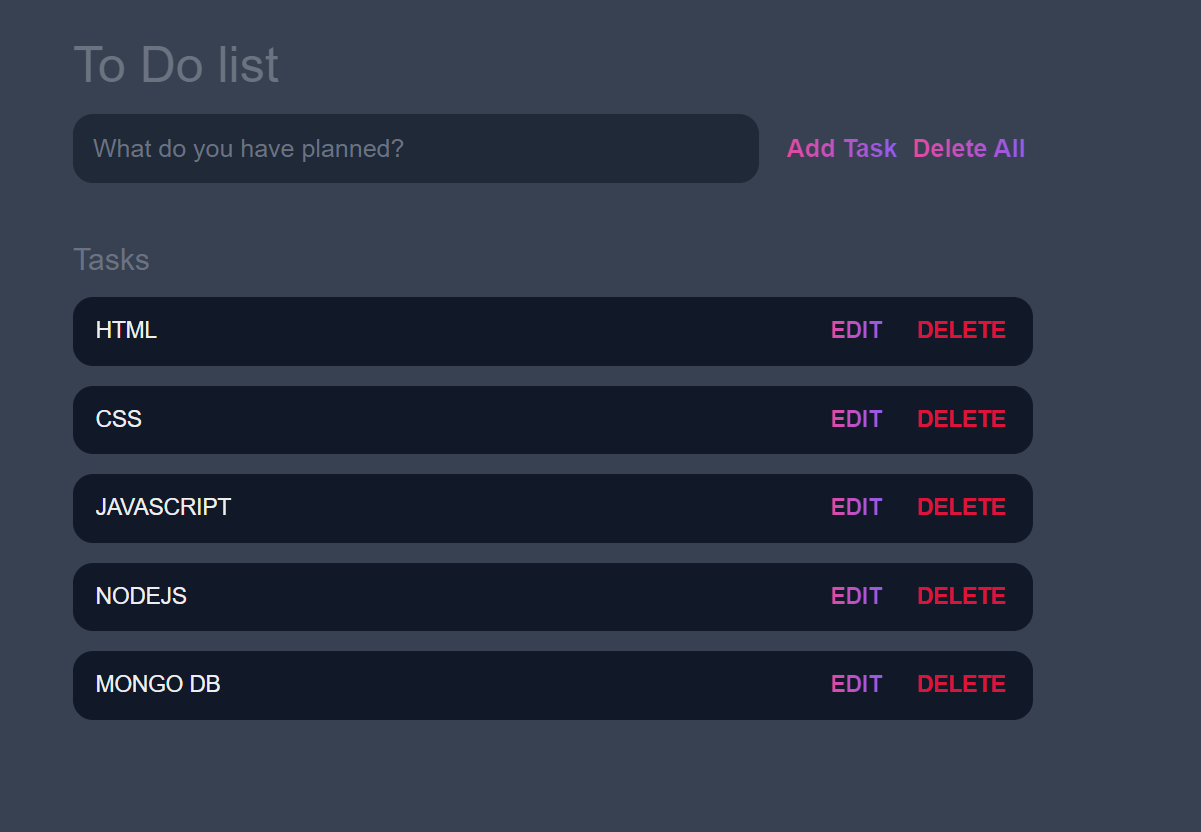 To Do list
What do you have planned? Add Task Delete All
Tasks
HTML EDIT DELETE
CSS EDIT DELETE
JAVASCRIPT EDIT DELETE
NODEJS EDIT DELETE
MONGO DB EDIT DELETE